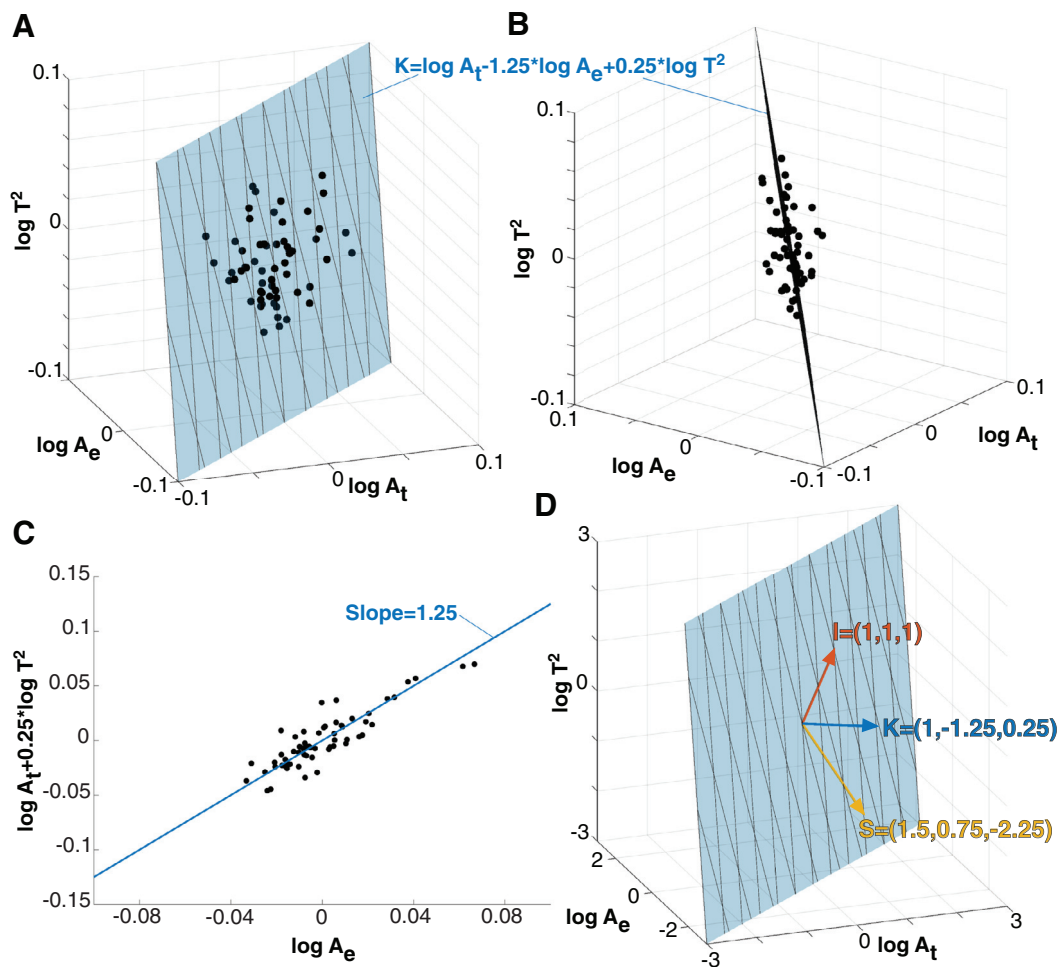 A
K=log At-1.25*log Ae+0.25*log T2
0.1
0
-0.1
log T2
log Ae
0
-0.1
-0.1
0
log At
0.1
B
0.1
0
-0.1
log T2
0.1
log Ae
0
-0.1
-0.1
0
log At
0.1
C
0.15
0.1
0.05
0
-0.05
-0.1
-0.15
log At+0.25*log T2
Slope=1.25
-0.08
-0.04
0
0.04
0.08
log Ae
D
3
0
-3
log T2
I=(1,1,1)
K=(1,-1.25,0.25)
S=(1.5,0.75,-2.25)
2
0
-2
log Ae
-3
0
log At
3